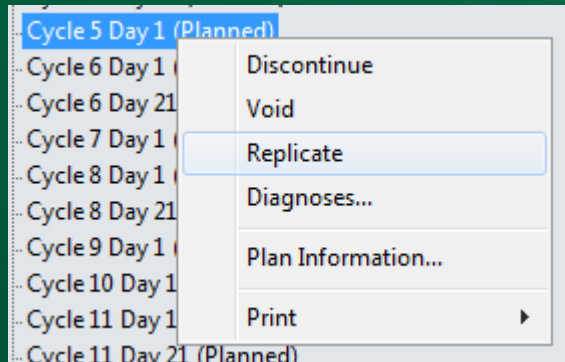 Cycle 5 Day 1 (Planned)
Cycle 6 Day 1 (
Cycle 6 Day 21
Cycle 7 Day 1 (
Cycle 8 Day 1 (
Cycle 8 Day 21
Cycle 9 Day 1 (
Cycle 10 Day 1
Cycle 11 Day 1
Cycle 11 Day 21 (Planned)
Discontinue
Void
Replicate
Diagnoses...
Plan Information...
Print